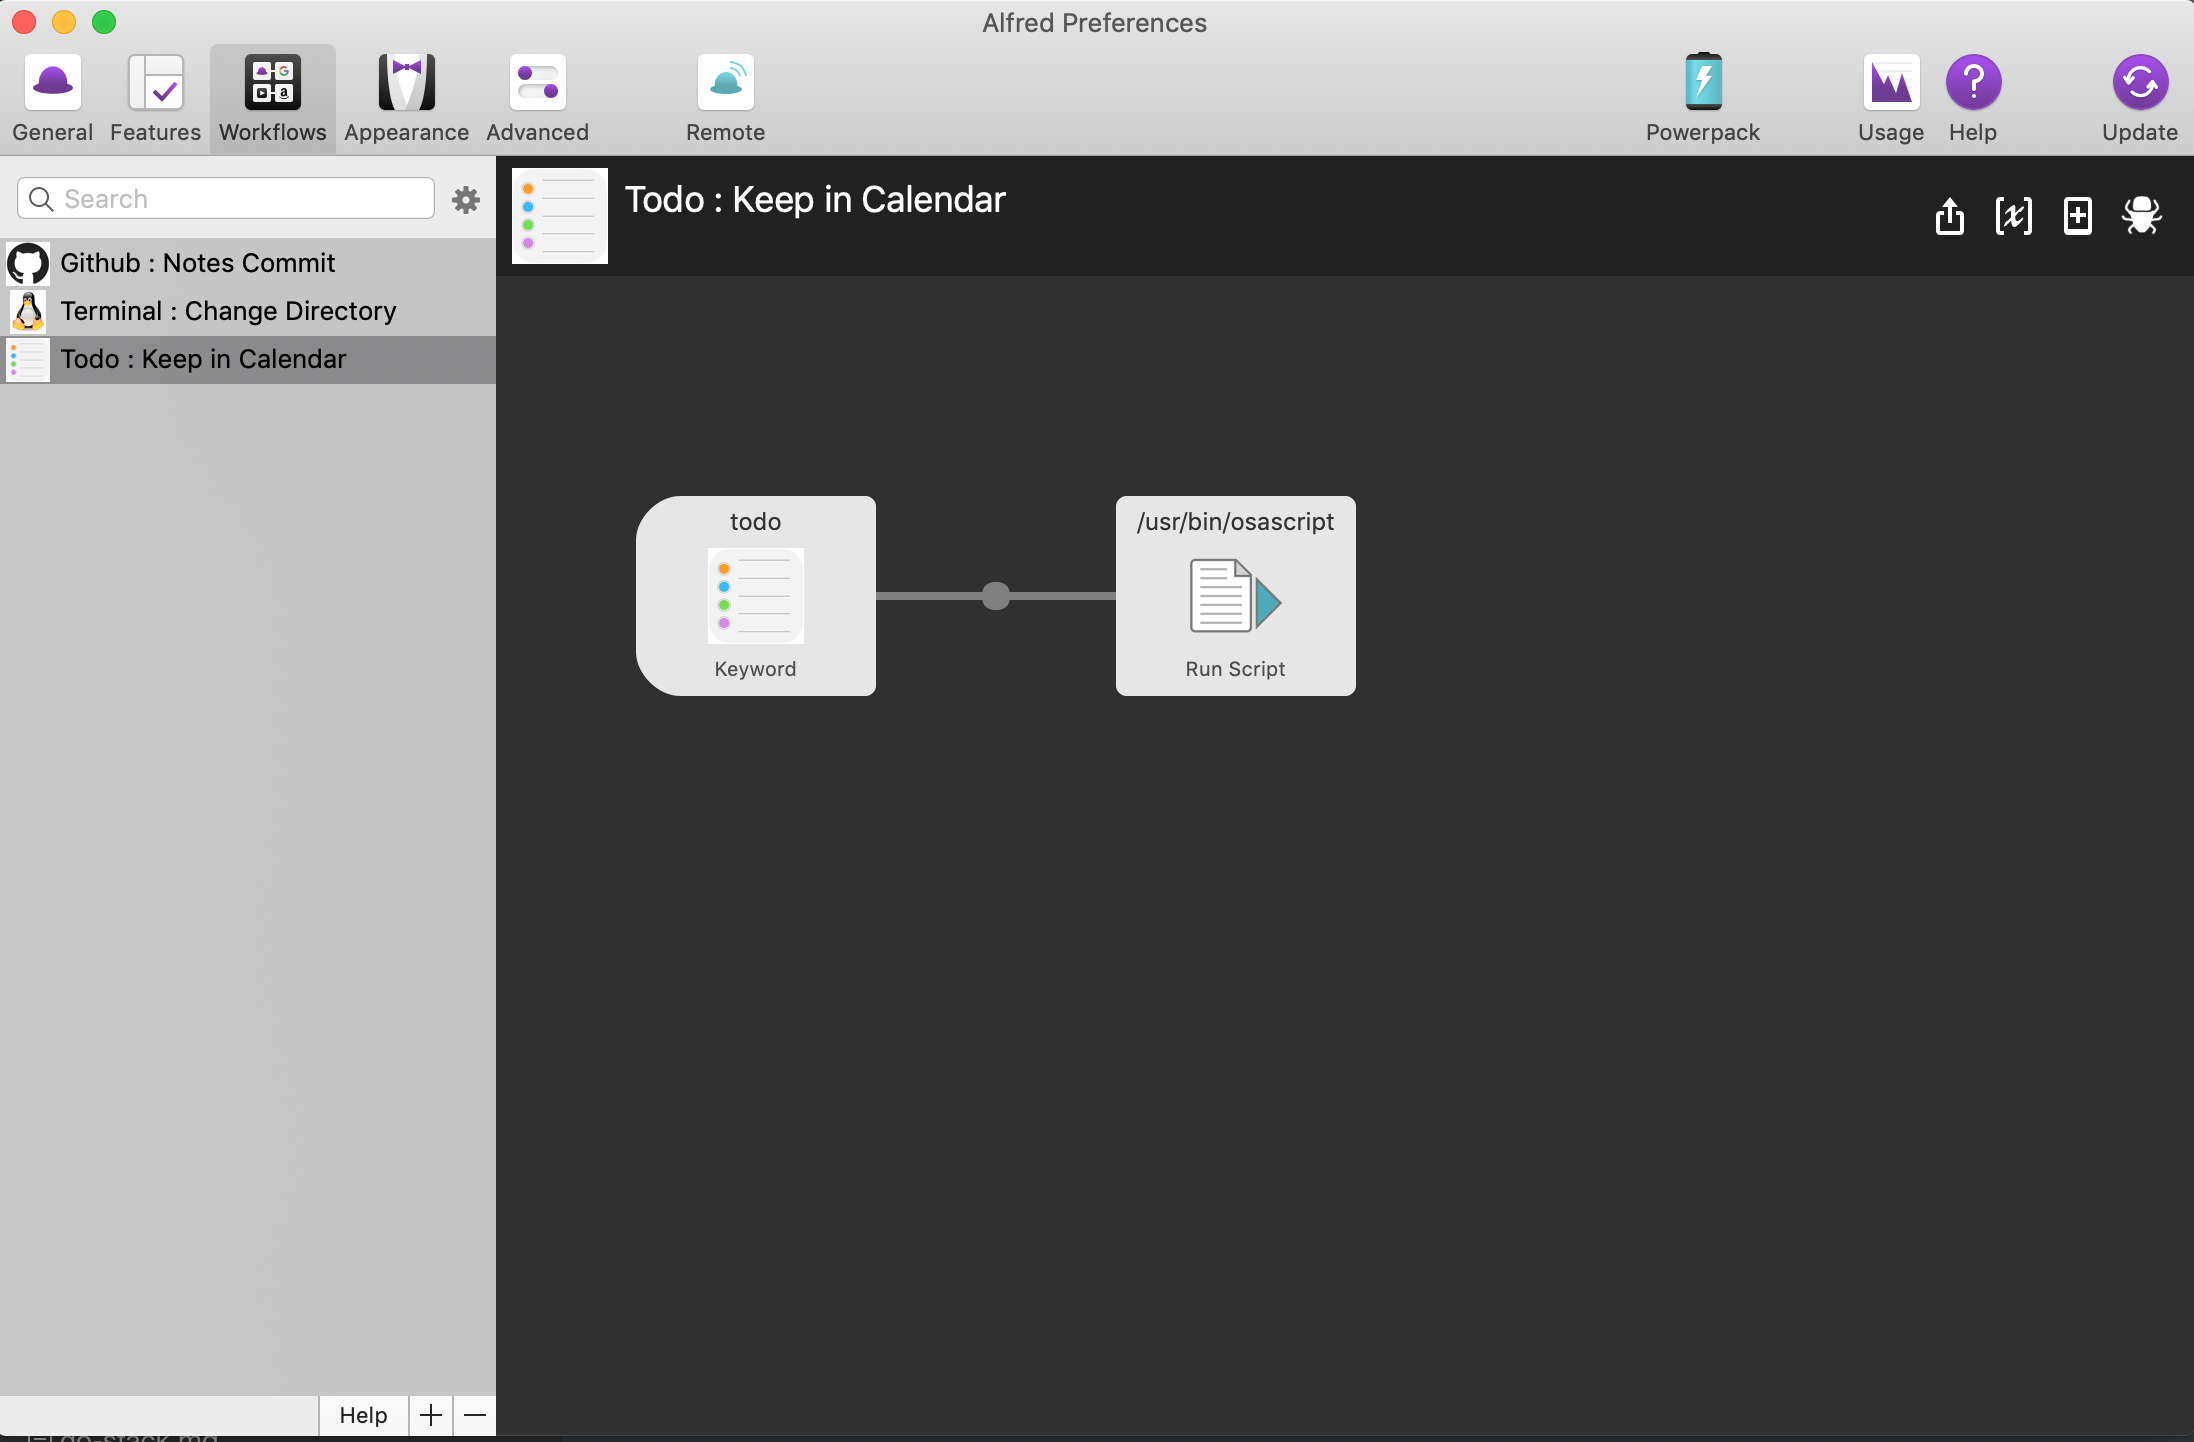 Alfred Preferences
General
Features
Workflows
Appearance
Advanced
Remote
Powerpack
Usage
Help
Update
Search
Todo : Keep in Calendar
Github : Notes Commit
Terminal : Change Directory
Todo : Keep in Calendar
todo
Keyword
/usr/bin/osascript
Run Script
Help